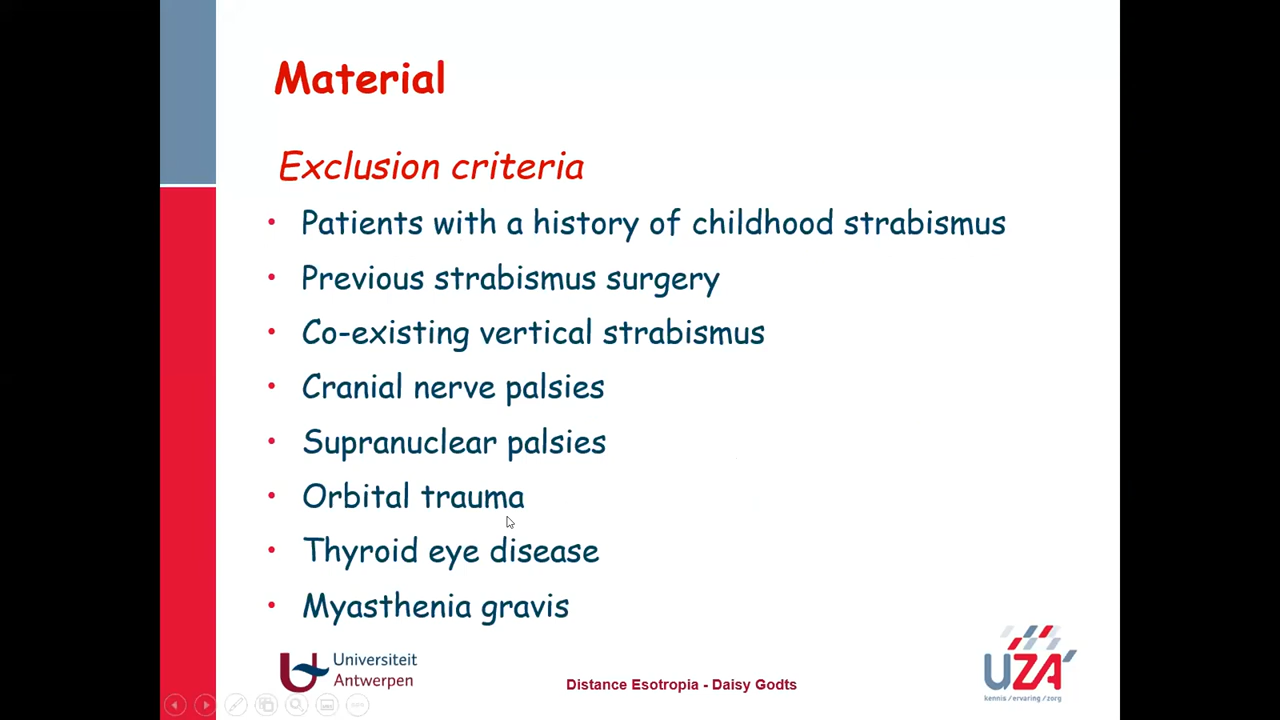 Material
Exclusion criteria
• Patients with a history of childhood strabismus
• Previous strabismus surgery
• Co-existing vertical strabismus
• Cranial nerve palsies
• Supranuclear palsies
• Orbital trauma
• Thyroid eye disease
• Myasthenia gravis
Universiteit
Antwerpen
Distance Esotropia - Daisy Godts
UZA
kennis / ervaring / zorg